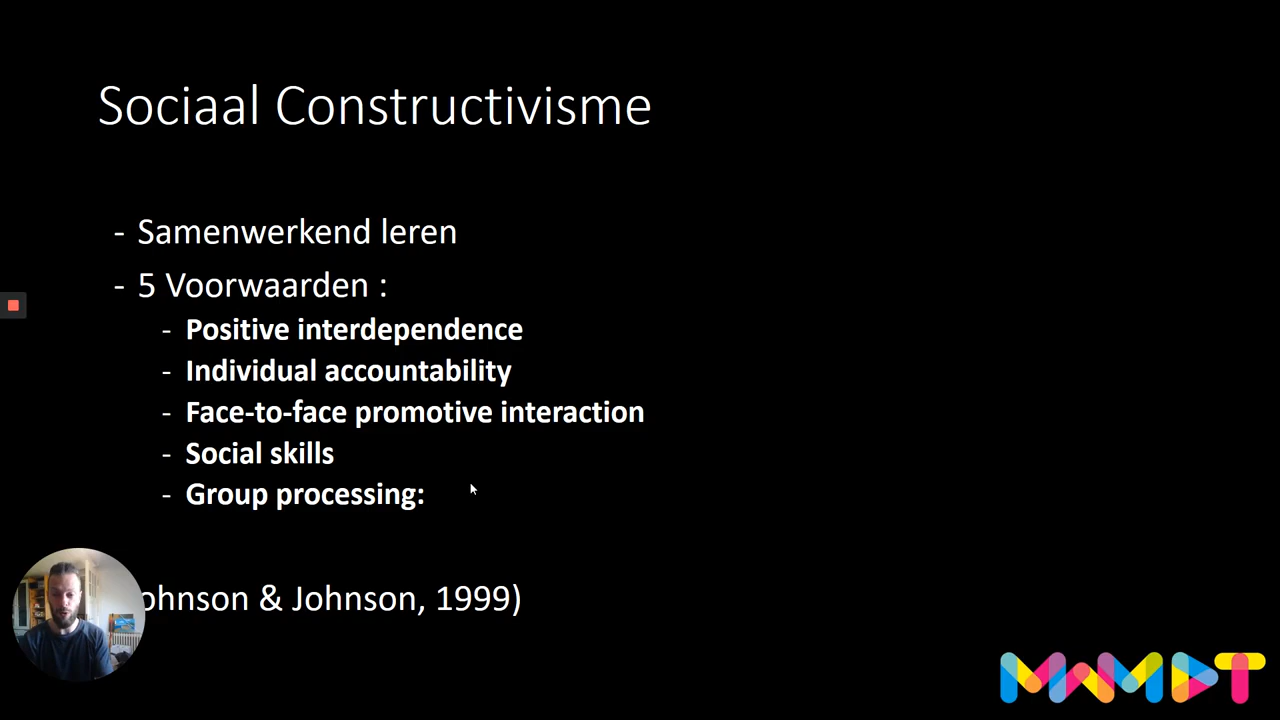 Sociaal Constructivisme
- Samenwerkend leren
- 5 Voorwaarden :
- Positive interdependence
- Individual accountability
- Face-to-face promotive interaction
- Social skills
- Group processing:
ohnson & Johnson, 1999)